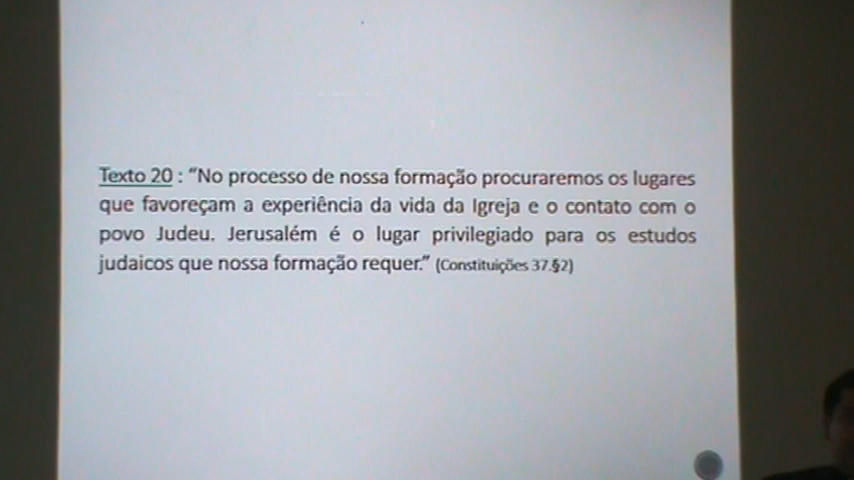 Texto 20 : “No processo de nossa formação procuraremos os lugares
que favoreçam a experiência da vida da Igreja e o contato com o
povo Judeu. Jerusalém é o lugar privilegiado para os estudos
judaicos que nossa formação requer.” (Constituições 37.§2)